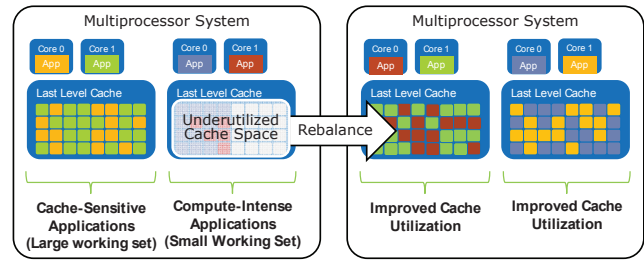 Multiprocessor System
Core 0 Core 1 Core 0 Core 1
App App App App
Last Level Cache Last Level Cache
Underutilized
Cache Space
Cache-Sensitive
Applications
(Large working set)
Compute-Intense
Applications
(Small Working Set)
Rebalance
Multiprocessor System
Core 0 Core 1 Core 0 Core 1
App App App App
Last Level Cache Last Level Cache
Improved Cache
Utilization
Improved Cache
Utilization